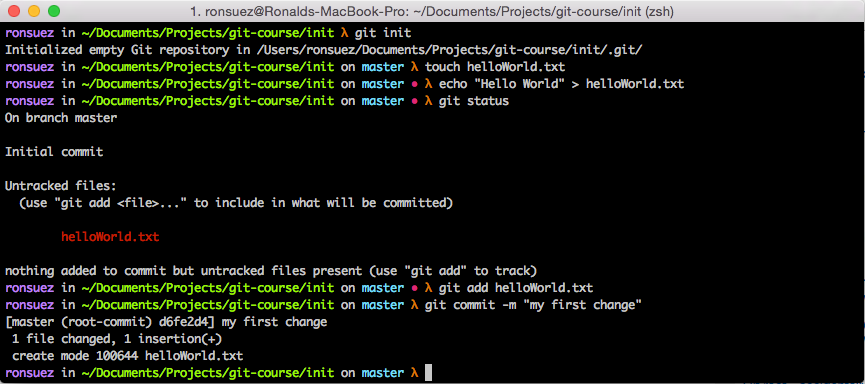 1. ronsuez@Ronalds-MacBook-Pro: ~/Documents/Projects/git-course/init (zsh)
ronsuez in ~/Documents/Projects/git-course/init λ git init
Initialized empty Git repository in /Users/ronsuez/Documents/Projects/git-course/init/.git/
ronsuez in ~/Documents/Projects/git-course/init on master λ touch helloWorld.txt
ronsuez in ~/Documents/Projects/git-course/init on master • λ echo "Hello World" > helloWorld.txt
ronsuez in ~/Documents/Projects/git-course/init on master • λ git status
On branch master
Initial commit
Untracked files:
(use "git add <file>..." to include in what will be committed)
helloWorld.txt
nothing added to commit but untracked files present (use "git add" to track)
ronsuez in ~/Documents/Projects/git-course/init on master • λ git add helloWorld.txt
ronsuez in ~/Documents/Projects/git-course/init on master λ git commit -m "my first change"
[master (root-commit) d6fe2d4] my first change
1 file changed, 1 insertion(+)
create mode 100644 helloWorld.txt
ronsuez in ~/Documents/Projects/git-course/init on master λ